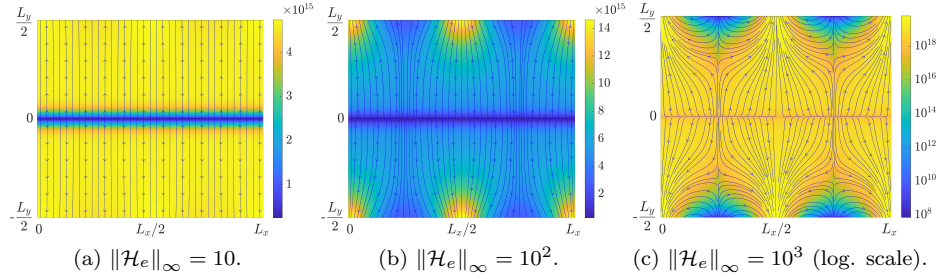 ×10^15
×10^15
L_y/2 4 3 2 1 0 -L_y/2 0 L_x/2 L_x
L_y/2 14 12 10 8 6 4 2 0 -L_y/2 0 L_x/2 L_x
L_y/2 10^18 10^16 10^14 10^12 10^10 10^8 0 -L_y/2 0 L_x/2 L_x
(a) ‖ℋ_e‖_∞ = 10.
(b) ‖ℋ_e‖_∞ = 10^2.
(c) ‖ℋ_e‖_∞ = 10^3 (log. scale).